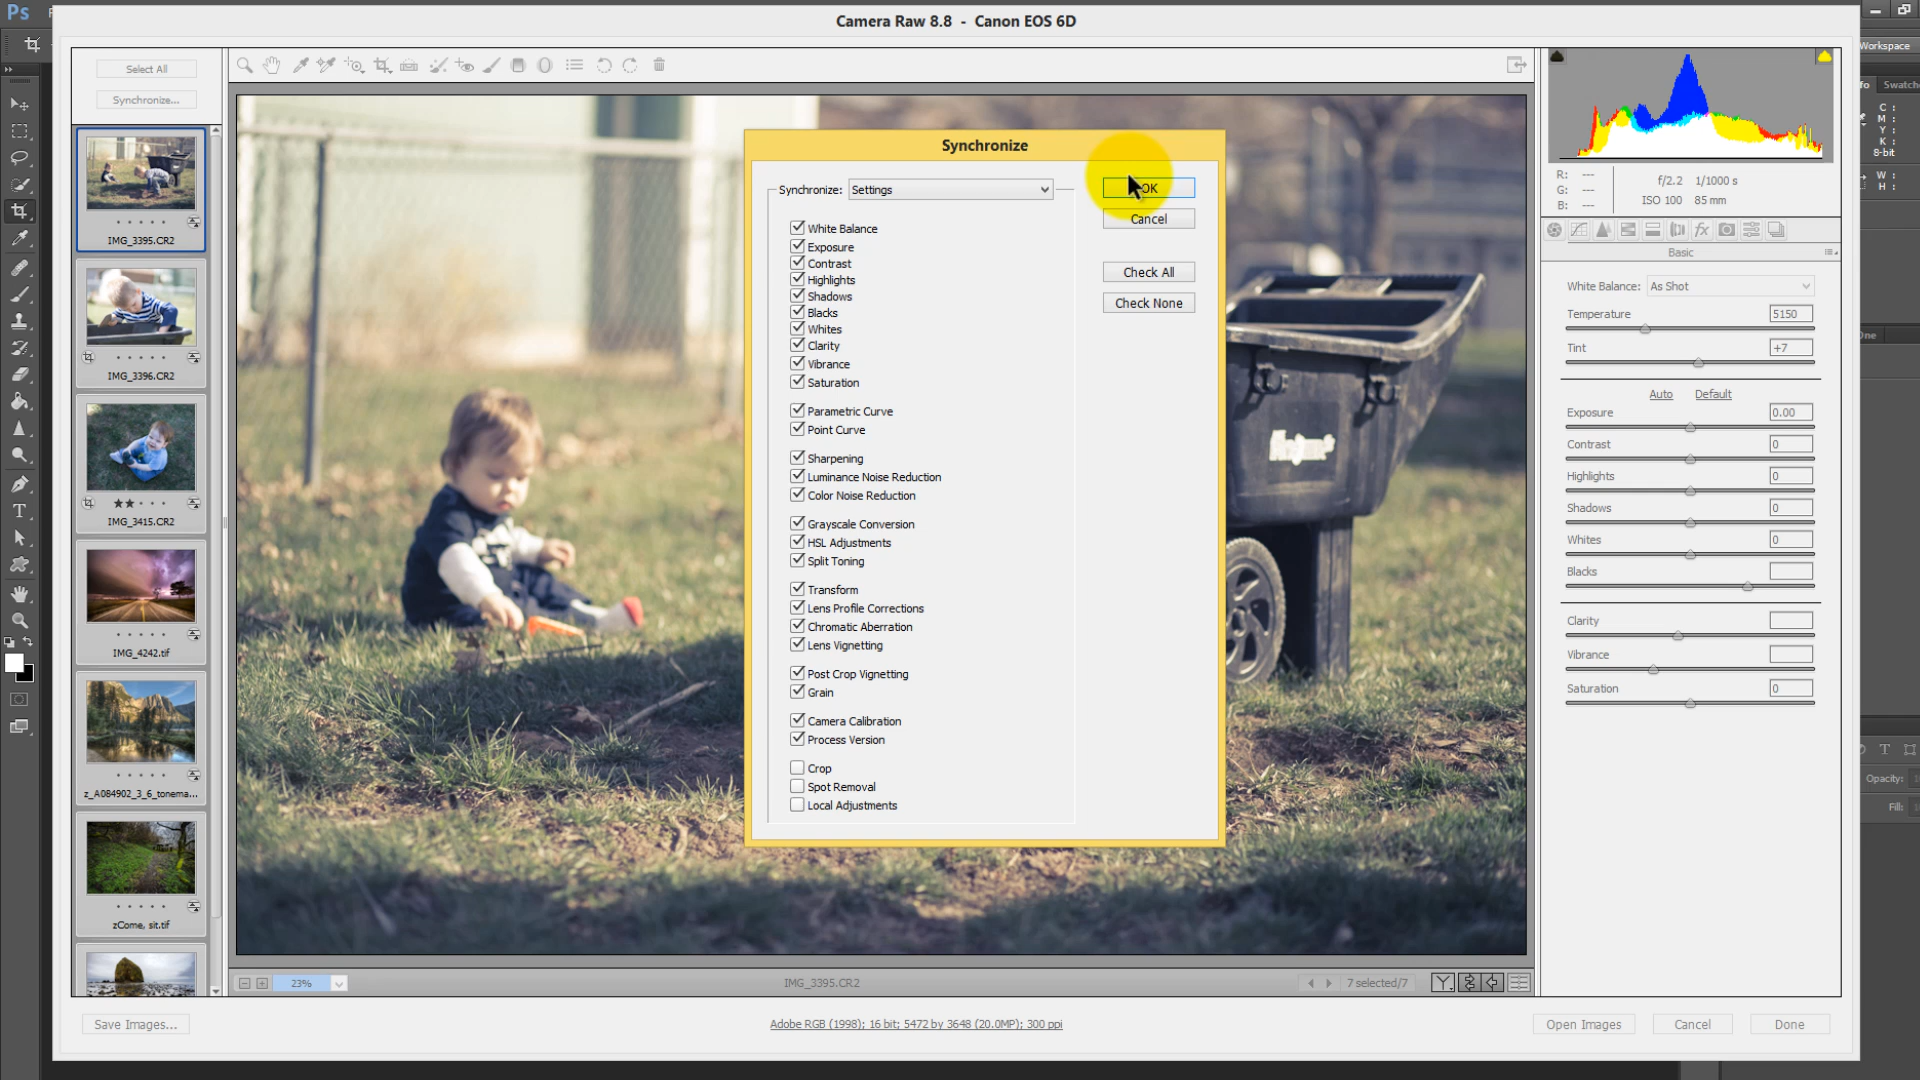 Ps
Camera Raw 8.8 - Canon EOS 6D
Workspace
Select All
Synchronize...
IMG_3395.CR2
IMG_3396.CR2
IMG_3415.CR2
IMG_4242.tif
z_A084902_3_6_tonema...
zCome, sit.tif
Synchronize
Synchronize: Settings
OK
Cancel
Check All
Check None
White Balance
Exposure
Contrast
Highlights
Shadows
Blacks
Whites
Clarity
Vibrance
Saturation
Parametric Curve
Point Curve
Sharpening
Luminance Noise Reduction
Color Noise Reduction
Grayscale Conversion
HSL Adjustments
Split Toning
Transform
Lens Profile Corrections
Chromatic Aberration
Lens Vignetting
Post Crop Vignetting
Grain
Camera Calibration
Process Version
Crop
Spot Removal
Local Adjustments
R: ---
G: ---
B: ---
f/2.2 1/1000 s
ISO 100 85 mm
Basic
White Balance: As Shot
Temperature 5150
Tint +7
Auto Default
Exposure 0.00
Contrast 0
Highlights 0
Shadows 0
Whites 0
Blacks
Clarity
Vibrance
Saturation 0
fo Swatch
C :
M :
Y :
K :
8-bit
W :
H :
Opacity:
Fill:
23%
IMG_3395.CR2
7 selected/7
Save Images...
Adobe RGB (1998); 16 bit; 5472 by 3648 (20.0MP); 300 ppi
Open Images
Cancel
Done